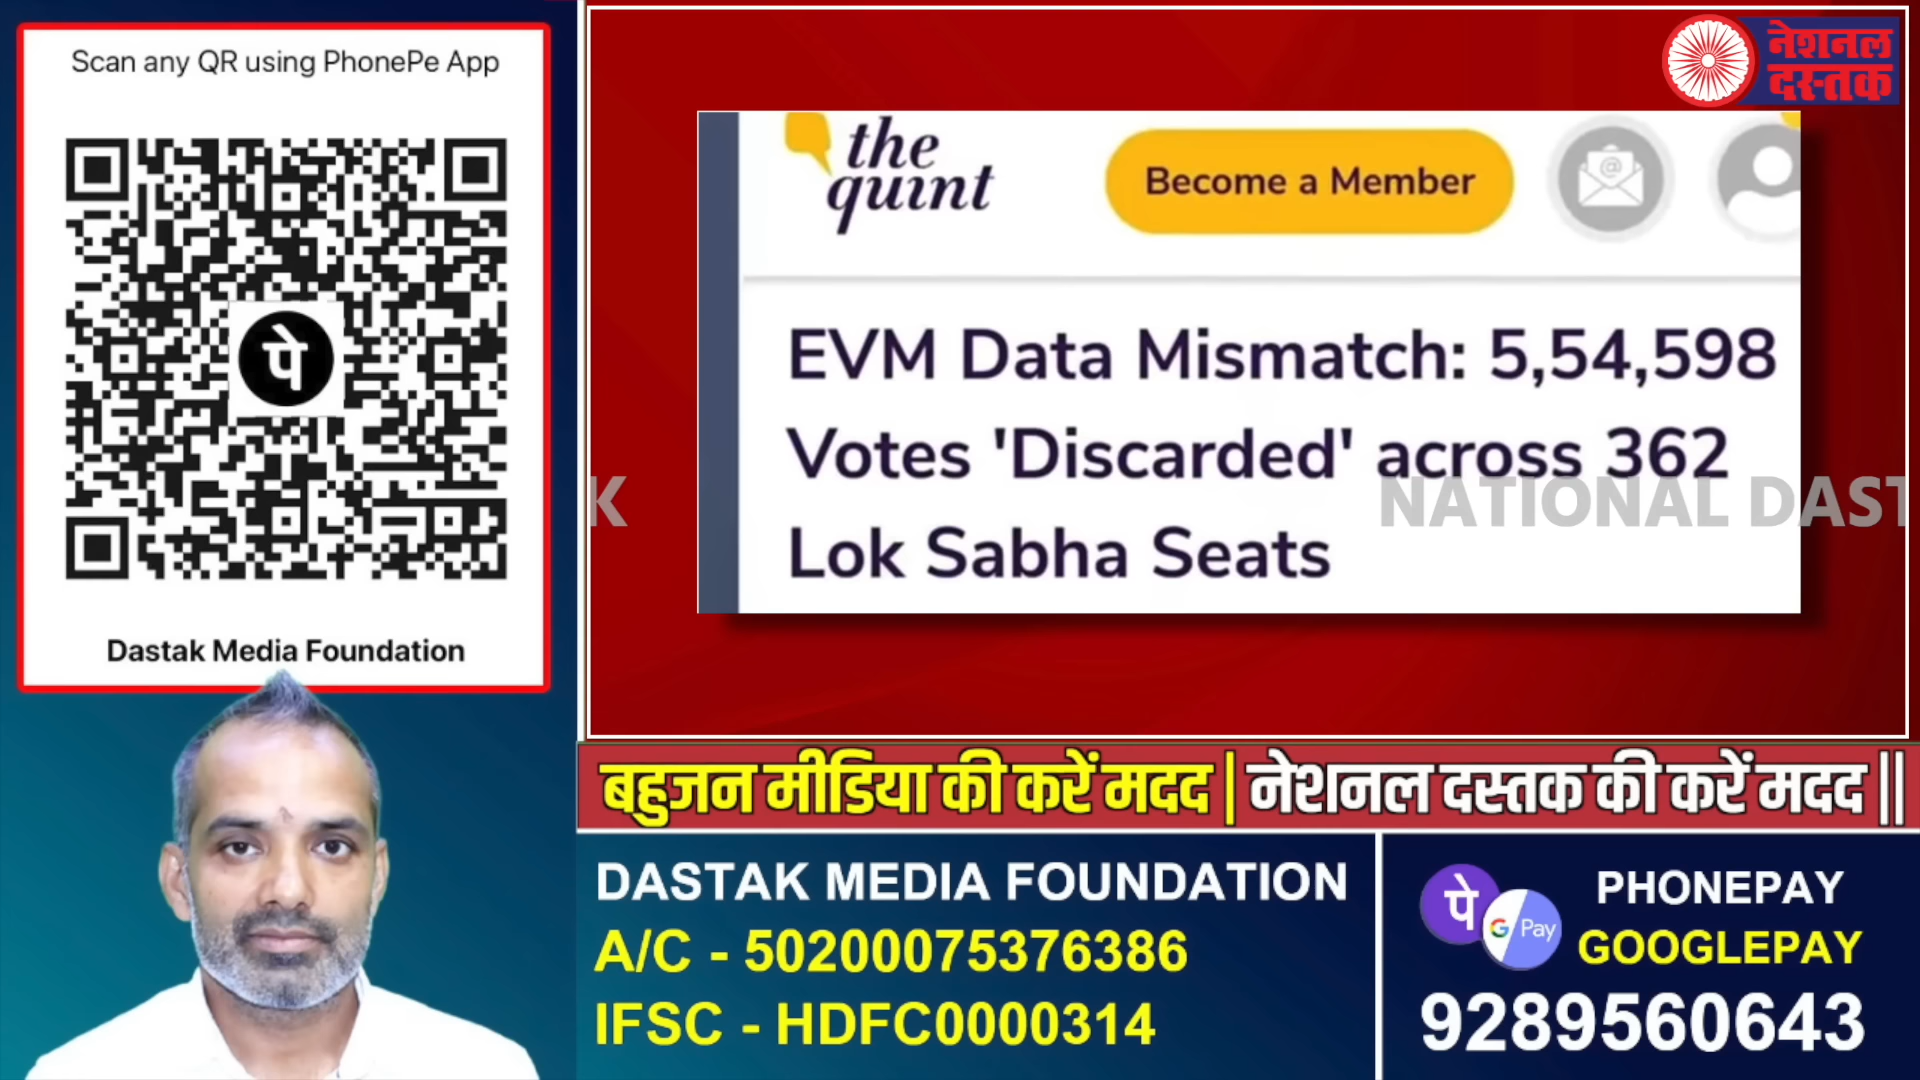 Scan any QR using PhonePe App
पे
Dastak Media Foundation
नेशनल
दस्तक
the
quint
Become a Member
EVM Data Mismatch: 5,54,598
Votes 'Discarded' across 362
Lok Sabha Seats
K
NATIONAL DAST
बहुजन मीडिया की करें मदद | नेशनल दस्तक की करें मदद ||
DASTAK MEDIA FOUNDATION
A/C - 50200075376386
IFSC - HDFC0000314
पे
G Pay
PHONEPAY
GOOGLEPAY
9289560643